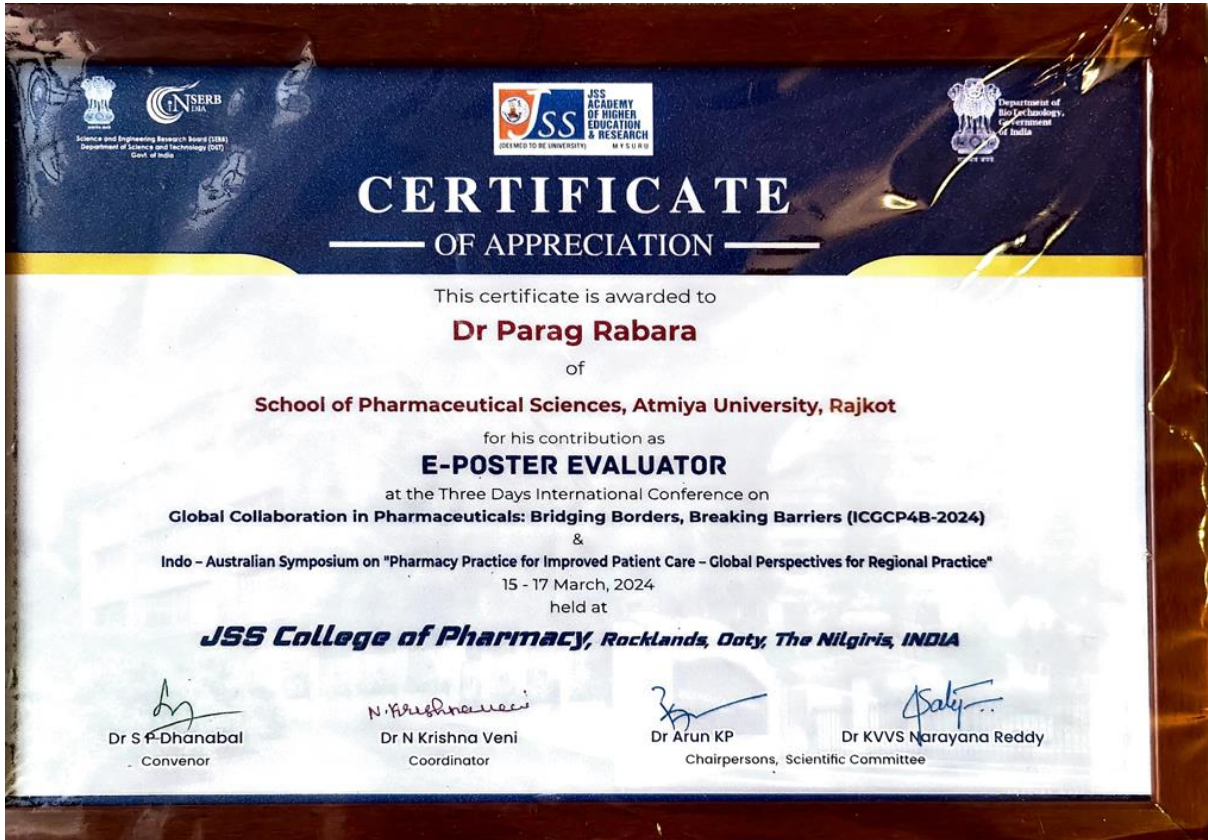 SERB
INDIA
Science and Engineering Research Board (SERB)
Department of Science and Technology (DST)
Govt. of India
JSS
JSS
ACADEMY
OF HIGHER
EDUCATION
& RESEARCH
(DEEMED TO BE UNIVERSITY) MYSURU
Department of
BioTechnology,
Government
of India
CERTIFICATE
OF APPRECIATION
This certificate is awarded to
Dr Parag Rabara
of
School of Pharmaceutical Sciences, Atmiya University, Rajkot
for his contribution as
E-POSTER EVALUATOR
at the Three Days International Conference on
Global Collaboration in Pharmaceuticals: Bridging Borders, Breaking Barriers (ICGCP4B-2024)
&
Indo – Australian Symposium on "Pharmacy Practice for Improved Patient Care – Global Perspectives for Regional Practice"
15 - 17 March, 2024
held at
JSS College of Pharmacy, Rocklands, Ooty, The Nilgiris, INDIA
N. Krishnaveni
Dr S P Dhanabal
Dr N Krishna Veni
Dr Arun KP
Dr KVVS Narayana Reddy
Convenor
Coordinator
Chairpersons, Scientific Committee